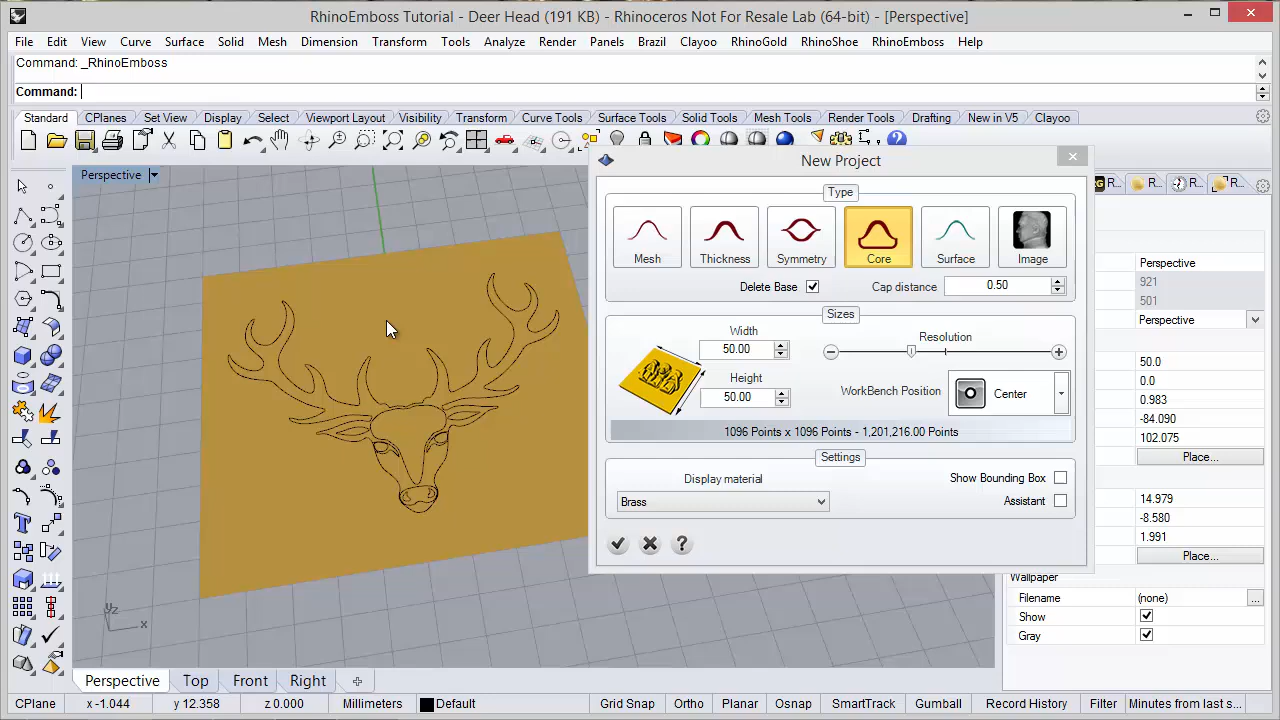 RhinoEmboss Tutorial - Deer Head (191 KB) - Rhinoceros Not For Resale Lab (64-bit) - [Perspective]
File Edit View Curve Surface Solid Mesh Dimension Transform Tools Analyze Render Panels Brazil Clayoo RhinoGold RhinoShoe RhinoEmboss Help
Command: _RhinoEmboss
Command:
Standard CPlanes Set View Display Select Viewport Layout Visibility Transform Curve Tools Surface Tools Solid Tools Mesh Tools Render Tools Drafting New in V5 Clayoo
Perspective
New Project
R... R... R... R...
Type
Mesh Thickness Symmetry Core Surface Image
Delete Base Cap distance 0.50
Sizes
Width
50.00
Height
50.00
Resolution
WorkBench Position Center
1096 Points x 1096 Points - 1,201,216.00 Points
Settings
Display material
Brass
Show Bounding Box
Assistant
Perspective
921
501
Perspective
50.0
0.0
0.983
-84.090
102.075
Place...
14.979
-8.580
1.991
Place...
Wallpaper
Filename (none) ...
Show
Gray
z y x
Perspective Top Front Right
CPlane x -1.044 y 12.358 z 0.000 Millimeters Default Grid Snap Ortho Planar Osnap SmartTrack Gumball Record History Filter Minutes from last s...